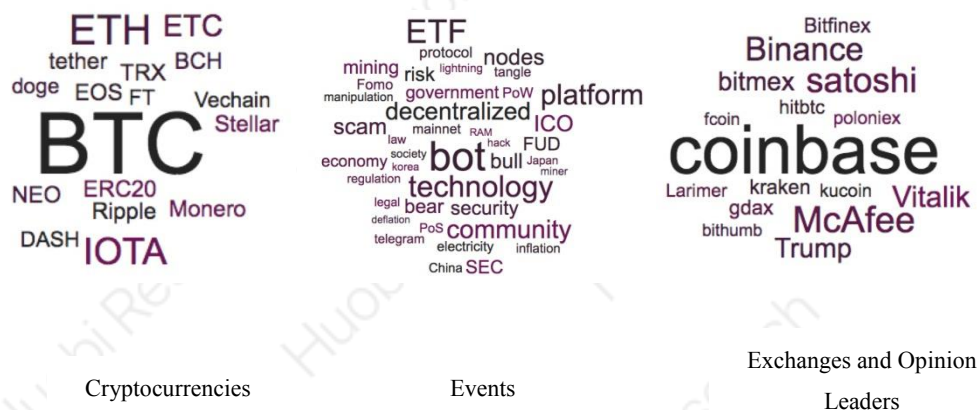 ETH ETC
tether TRX BCH
doge EOS FT Vechain
BTC Stellar
NEO ERC20
Ripple Monero
DASH IOTA
ETF
protocol nodes
mining risk lightning tangle
Fomo
manipulation government PoW platform
decentralized
scam mainnet RAM ICO
law hack FUD
economy society bot bull Japan
korea miner
regulation technology
legal bear security
deflation
PoS community
telegram electricity inflation
China SEC
Bitfinex
Binance
bitmex satoshi
hitbtc
fcoin poloniex
coinbase
Larimer kraken kucoin Vitalik
gdax McAfee
bithumb
Trump
Huobi Re
Cryptocurrencies
Events
Exchanges and Opinion
Leaders